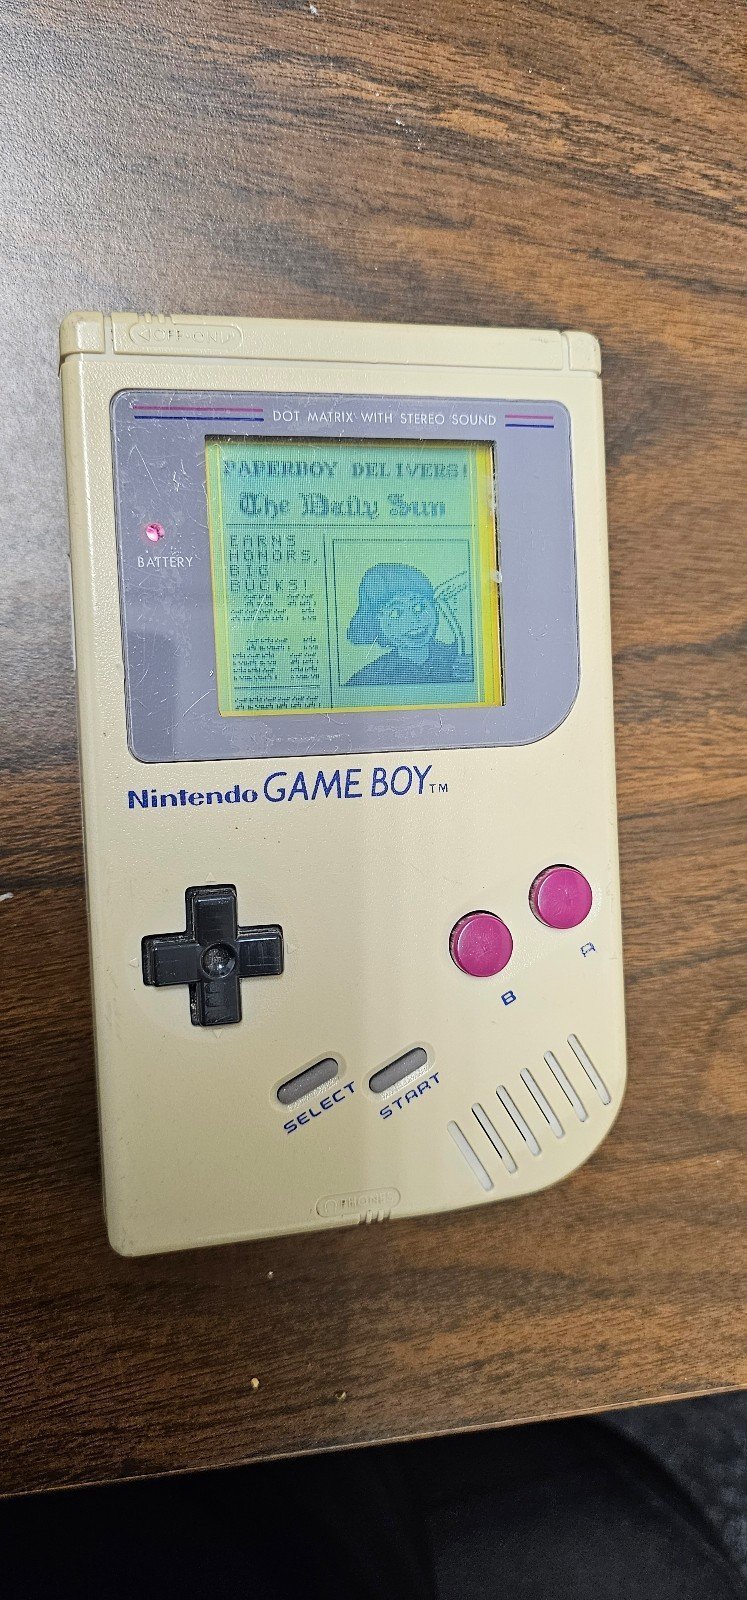 ◁OFF•ON▷
DOT MATRIX WITH STEREO SOUND
BATTERY
PAPERBOY DELIVERS!
The Daily Sun
EARNS
HONORS,
BIG
BUCKS!
Nintendo GAME BOY™
A
B
SELECT
START
PHONES